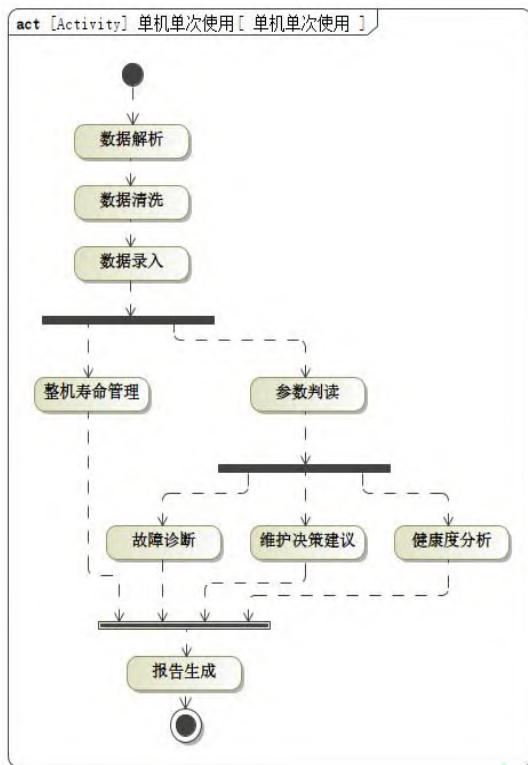 act [Activity] 单机单次使用[ 单机单次使用 ]
数据解析
数据清洗
数据录入
整机寿命管理
参数判读
故障诊断
维护决策建议
健康度分析
报告生成